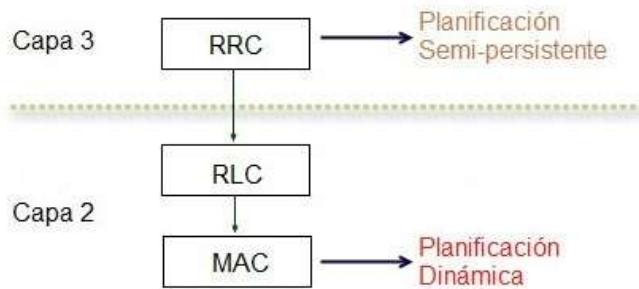 Capa 3
RRC
Planificación
Semi-persistente
RLC
Capa 2
MAC
Planificación
Dinámica